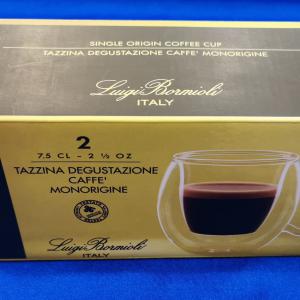 SINGLE ORIGIN COFFEE CUP
TAZZINA DEGUSTAZIONE CAFFE' MONORIGINE
Luigi Bormioli
ITALY
2
7.5 CL – 2 ½ OZ
TAZZINA DEGUSTAZIONE
CAFFE'
MONORIGINE
Luigi Bormioli
ITALY